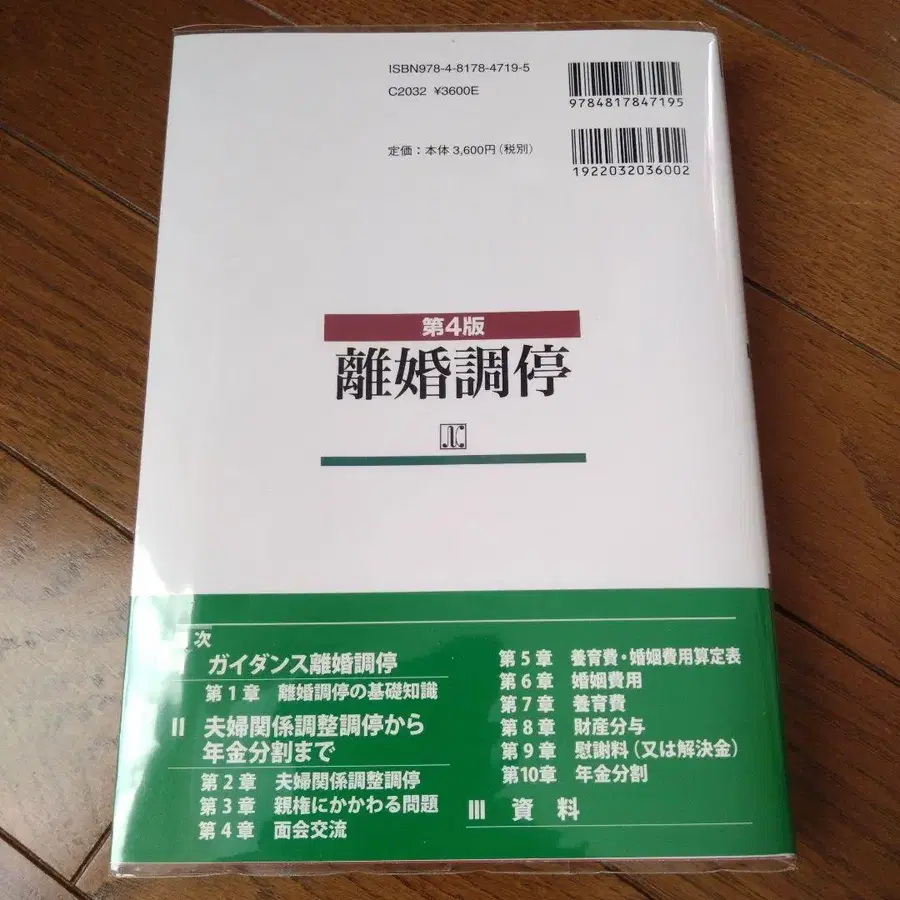 ISBN978-4-8178-4719-5
C2032 ¥3600E
9784817847195
定価：本体 3,600円（税別）
1922032036002
第4版
離婚調停
次
ガイダンス離婚調停
第1章 離婚調停の基礎知識
II 夫婦関係調整調停から
年金分割まで
第2章 夫婦関係調整調停
第3章 親権にかかわる問題
第4章 面会交流
第5章 養育費・婚姻費用算定表
第6章 婚姻費用
第7章 養育費
第8章 財産分与
第9章 慰謝料（又は解決金）
第10章 年金分割
III 資料